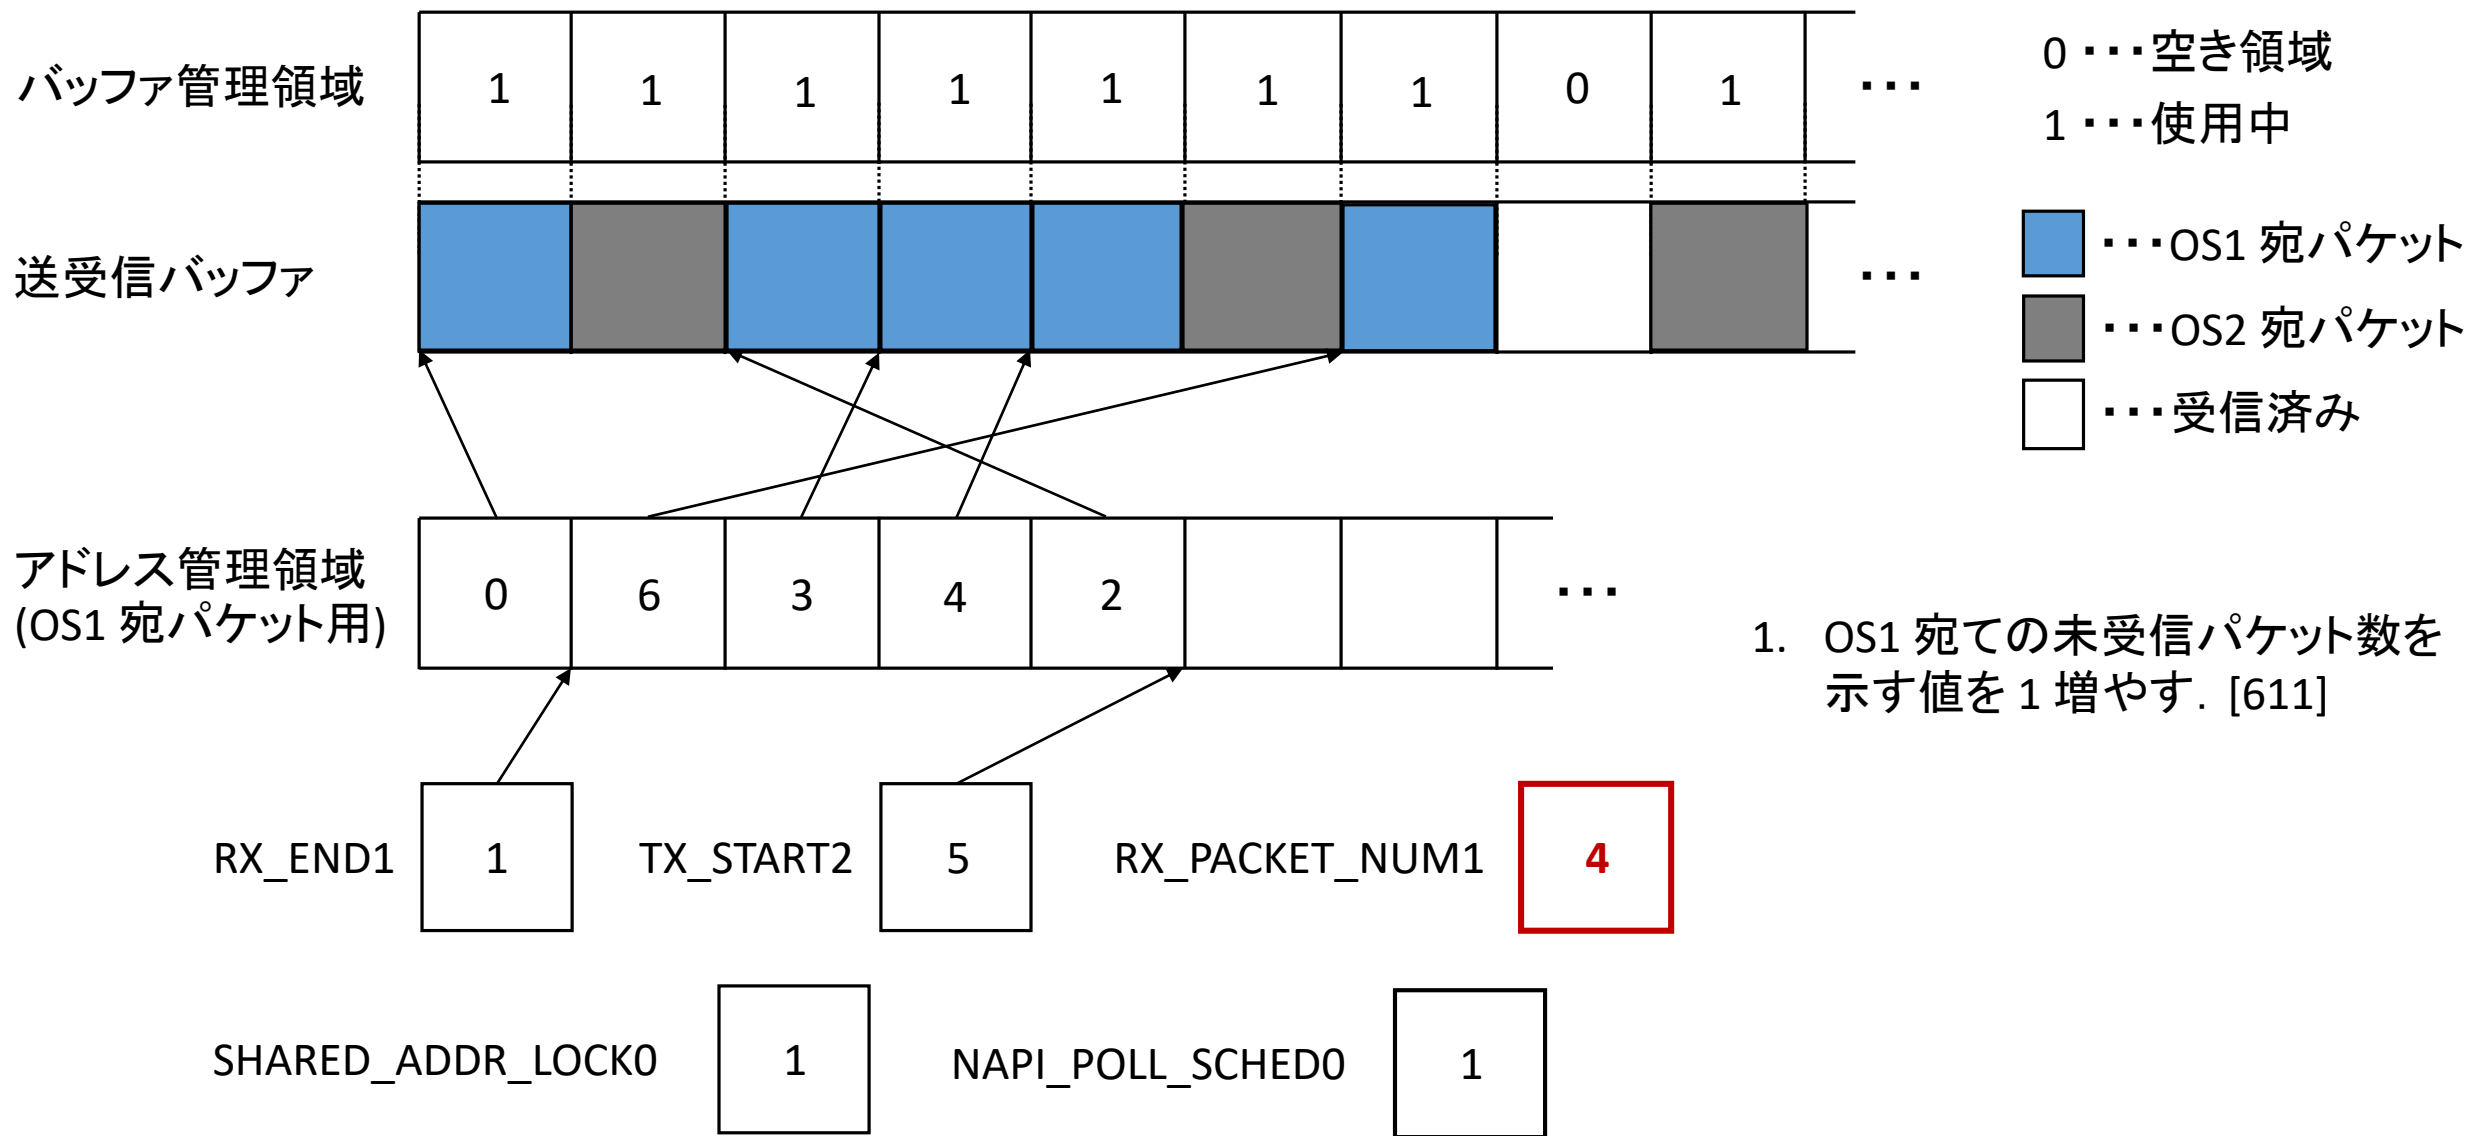 バッファ管理領域 1 1 1 1 1 1 1 0 1 ・・・
0 ・・・空き領域
1 ・・・使用中
送受信バッファ ・・・
・・・OS1 宛パケット
・・・OS2 宛パケット
・・・受信済み
アドレス管理領域
(OS1 宛パケット用)
0 6 3 4 2 ・・・
1. OS1 宛ての未受信パケット数を
示す値を 1 増やす. [611]
RX_END1 1 TX_START2 5 RX_PACKET_NUM1 4
SHARED_ADDR_LOCK0 1 NAPI_POLL_SCHED0 1